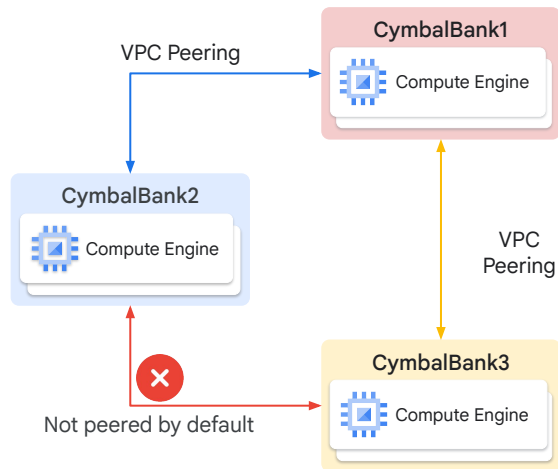 CymbalBank1
Compute Engine
VPC Peering
CymbalBank2
Compute Engine
VPC
Peering
CymbalBank3
Compute Engine
Not peered by default